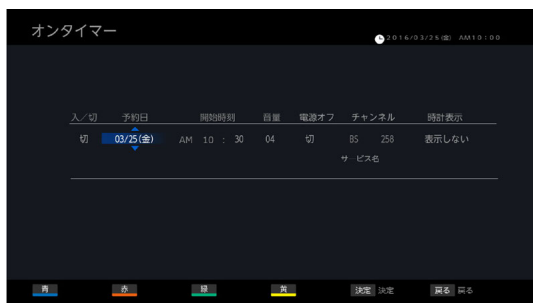 オンタイマー
2016/03/25(金) AM10:00
入/切 予約日 開始時刻 音量 電源オフ チャンネル 時計表示
切 03/25(金) AM 10 : 30 04 切 BS 258 表示しない
サービス名
青 赤 緑 黄 決定 決定 戻る 戻る